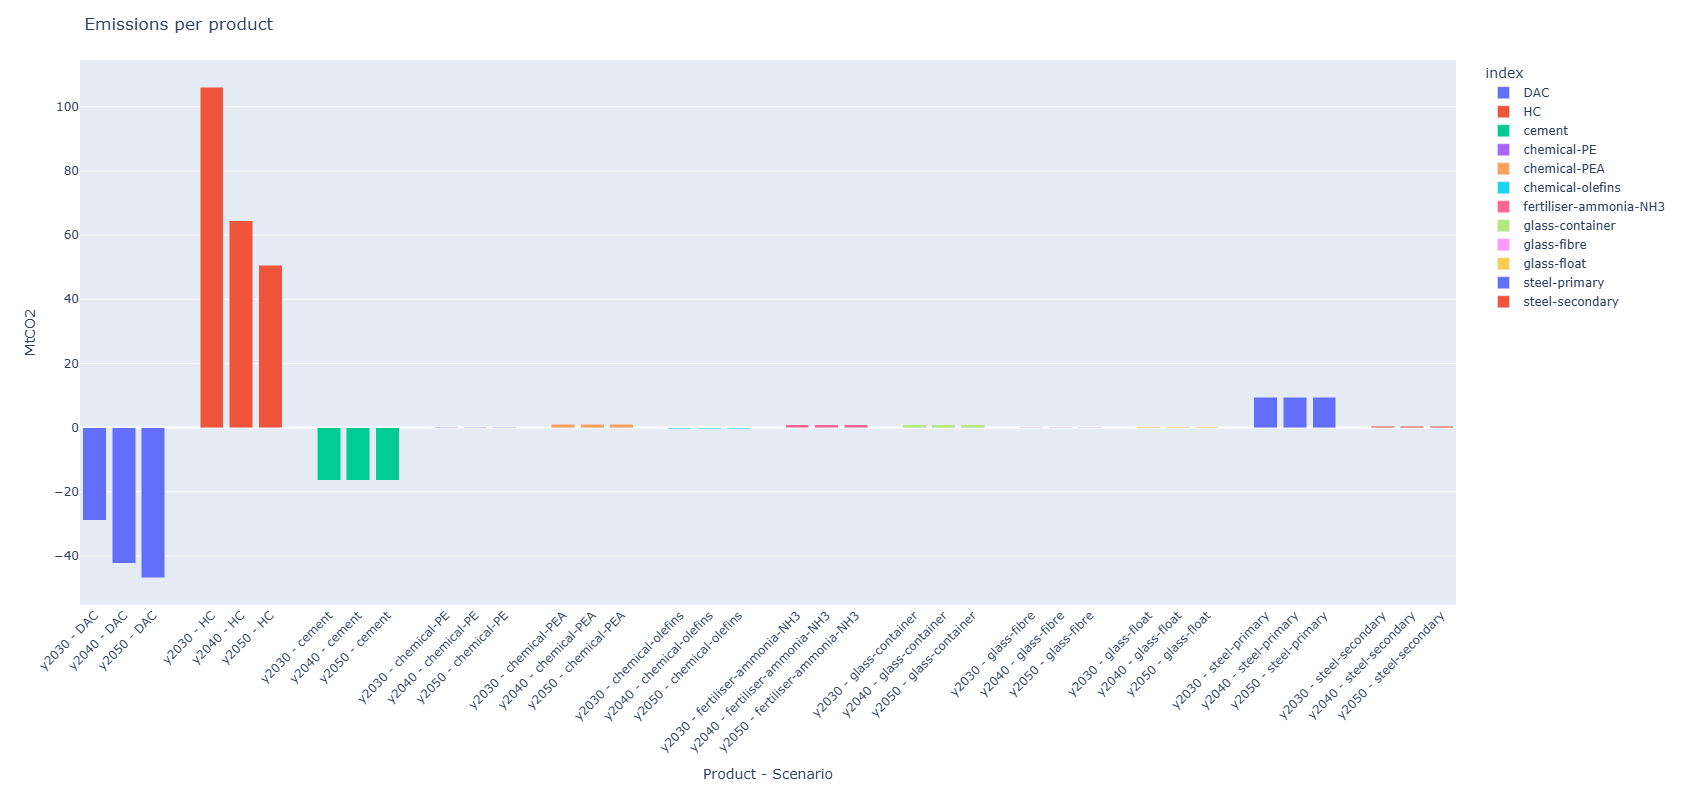 Emissions per product
MtCO2
100
80
60
40
20
0
−20
−40
y2030 - DAC
y2040 - DAC
y2050 - DAC
y2030 - HC
y2040 - HC
y2050 - HC
y2030 - cement
y2040 - cement
y2050 - cement
y2030 - chemical-PE
y2040 - chemical-PE
y2050 - chemical-PE
y2030 - chemical-PEA
y2040 - chemical-PEA
y2050 - chemical-PEA
y2030 - chemical-olefins
y2040 - chemical-olefins
y2050 - chemical-olefins
y2030 - fertiliser-ammonia-NH3
y2040 - fertiliser-ammonia-NH3
y2050 - fertiliser-ammonia-NH3
y2030 - glass-container
y2040 - glass-container
y2050 - glass-container
y2030 - glass-fibre
y2040 - glass-fibre
y2050 - glass-fibre
y2030 - glass-float
y2040 - glass-float
y2050 - glass-float
y2030 - steel-primary
y2040 - steel-primary
y2050 - steel-primary
y2030 - steel-secondary
y2040 - steel-secondary
y2050 - steel-secondary
Product - Scenario
index
DAC
HC
cement
chemical-PE
chemical-PEA
chemical-olefins
fertiliser-ammonia-NH3
glass-container
glass-fibre
glass-float
steel-primary
steel-secondary